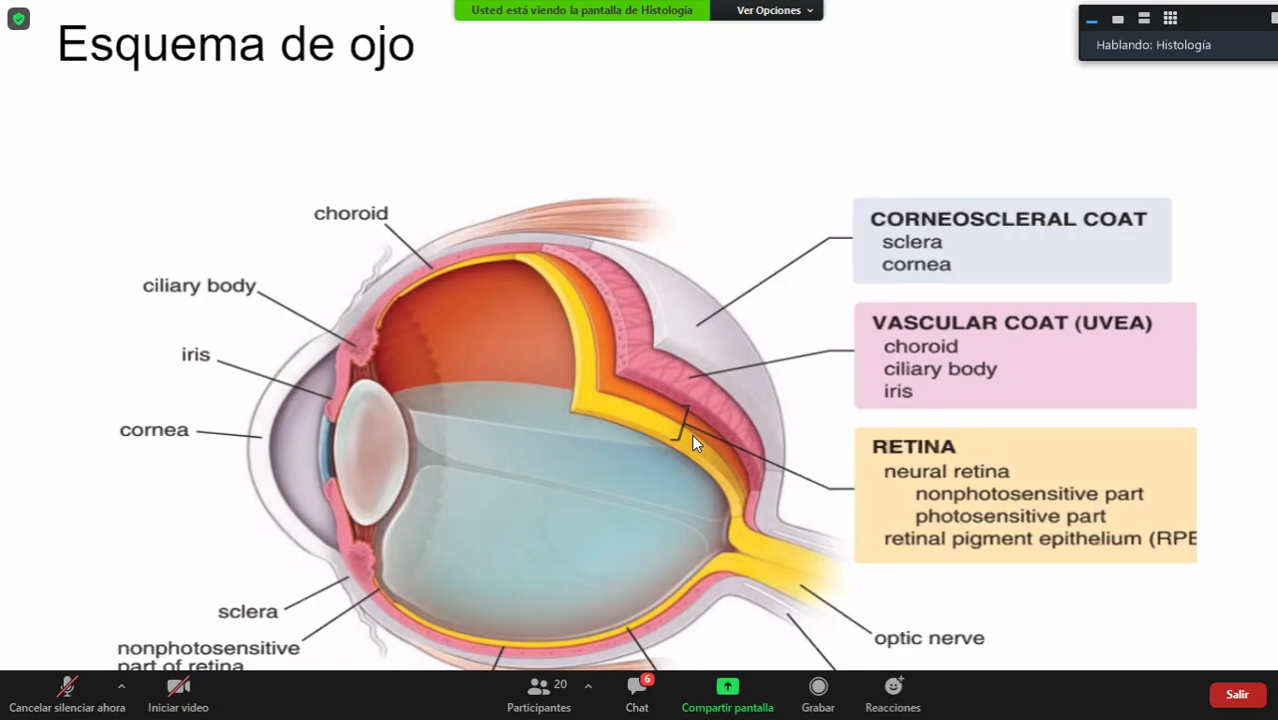 Usted está viendo la pantalla de Histología
Ver Opciones
Hablando: Histología
Esquema de ojo
choroid
ciliary body
iris
cornea
sclera
nonphotosensitive
part of retina
CORNEOSCLERAL COAT
sclera
cornea
VASCULAR COAT (UVEA)
choroid
ciliary body
iris
RETINA
neural retina
nonphotosensitive part
photosensitive part
retinal pigment epithelium (RPE
optic nerve
Cancelar silenciar ahora
Iniciar video
20
Participantes
6
Chat
Compartir pantalla
Grabar
Reacciones
Salir